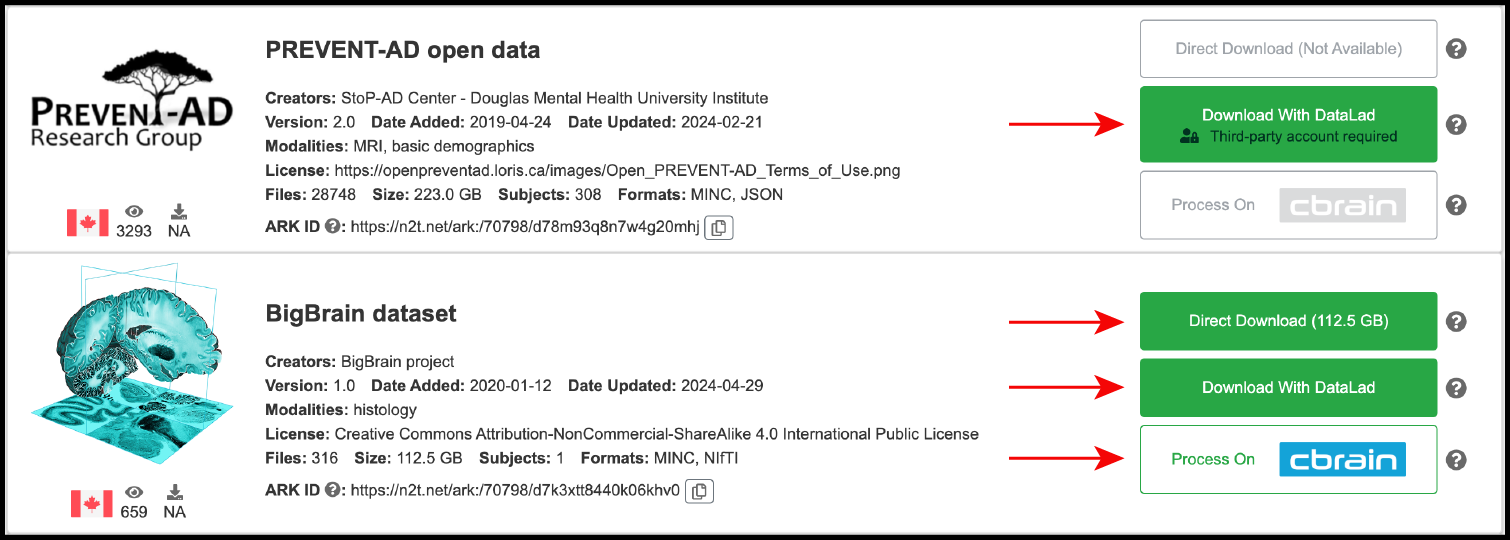 PREVENT-AD
Research Group
3293
NA
PREVENT-AD open data
Creators: StoP-AD Center - Douglas Mental Health University Institute
Version: 2.0 Date Added: 2019-04-24 Date Updated: 2024-02-21
Modalities: MRI, basic demographics
License: https://openpreventad.loris.ca/images/Open_PREVENT-AD_Terms_of_Use.png
Files: 28748 Size: 223.0 GB Subjects: 308 Formats: MINC, JSON
ARK ID ?: https://n2t.net/ark:/70798/d78m93q8n7w4g20mhj
Direct Download (Not Available) ?
Download With DataLad ?
Third-party account required
Process On cbrain ?
659
NA
BigBrain dataset
Creators: BigBrain project
Version: 1.0 Date Added: 2020-01-12 Date Updated: 2024-04-29
Modalities: histology
License: Creative Commons Attribution-NonCommercial-ShareAlike 4.0 International Public License
Files: 316 Size: 112.5 GB Subjects: 1 Formats: MINC, NIfTI
ARK ID ?: https://n2t.net/ark:/70798/d7k3xtt8440k06khv0
Direct Download (112.5 GB) ?
Download With DataLad ?
Process On cbrain ?